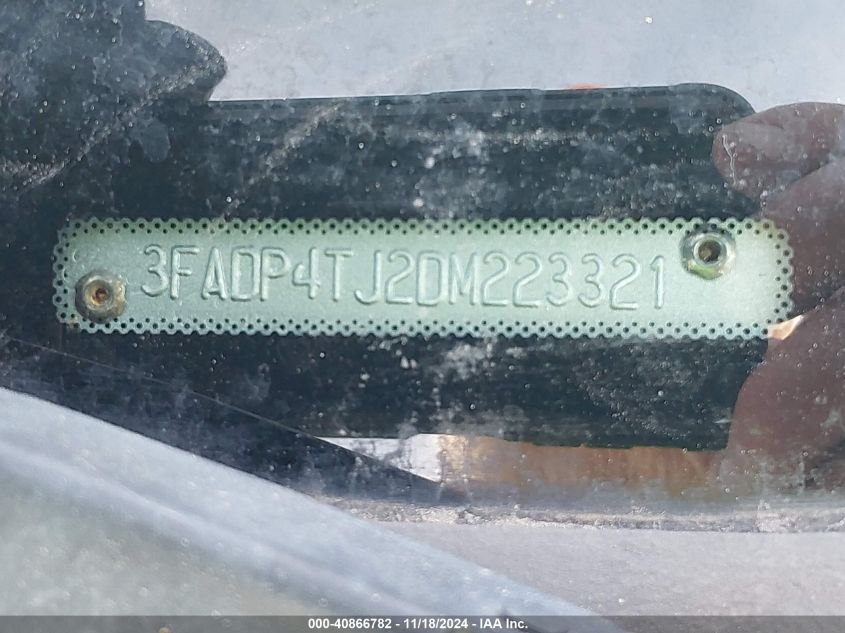 3FADP4TJ2DM223321
000-40866782 - 11/18/2024 - IAA Inc.